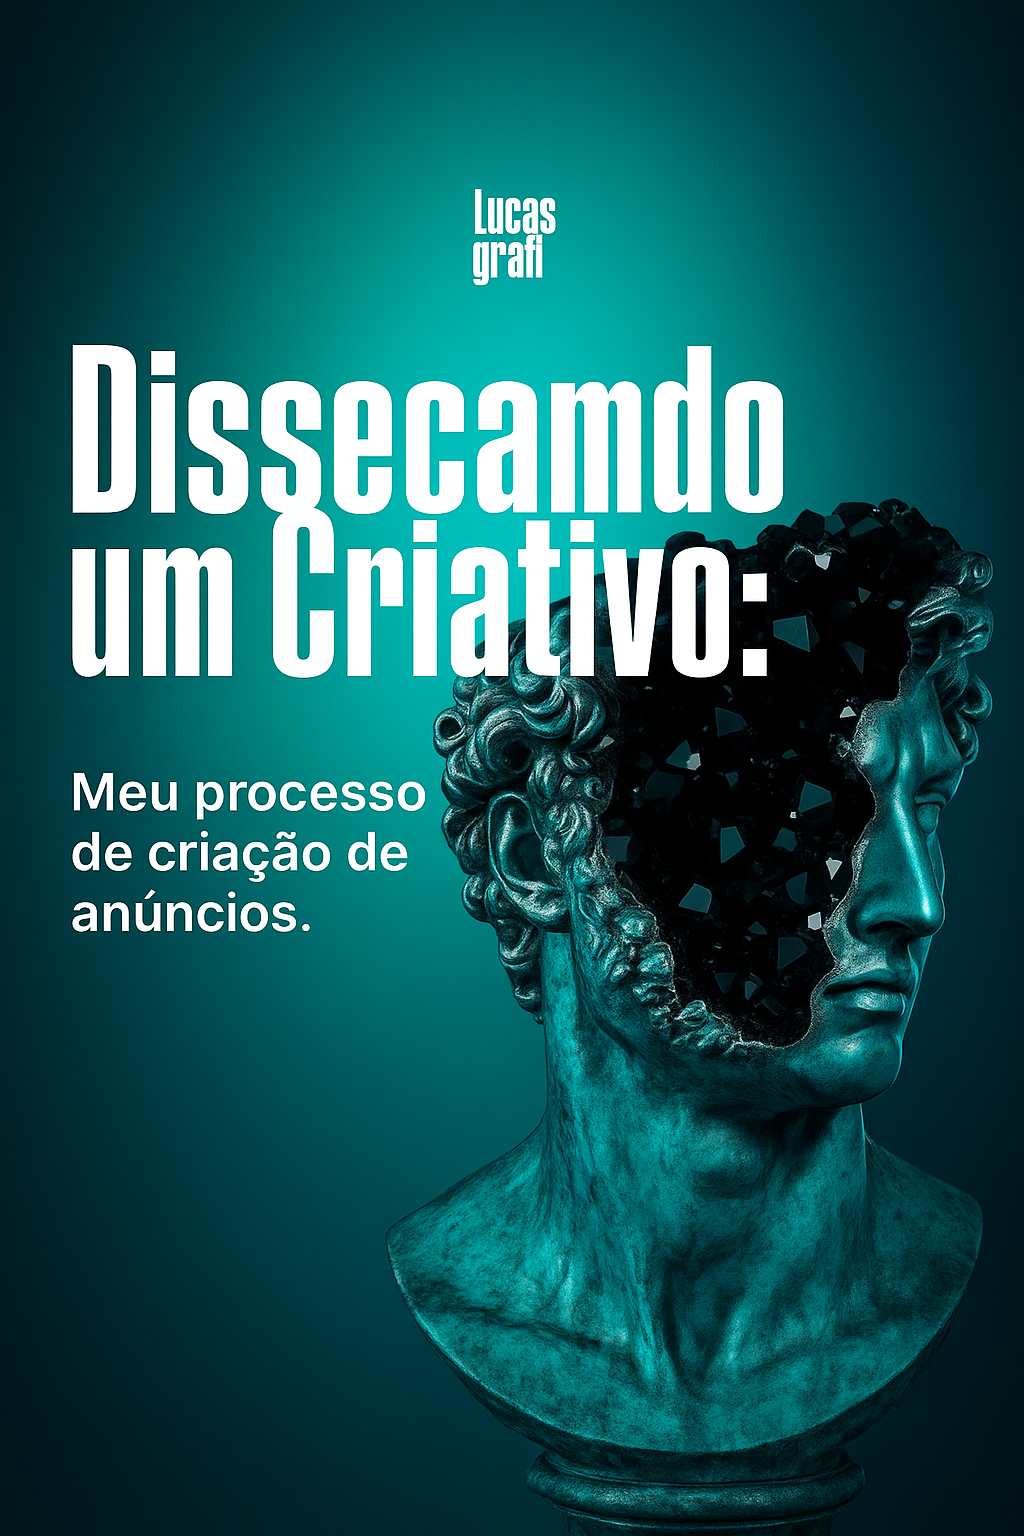 Lucas
grafi
Dissecamdo
um Criativo:
Meu processo
de criação de
anúncios.